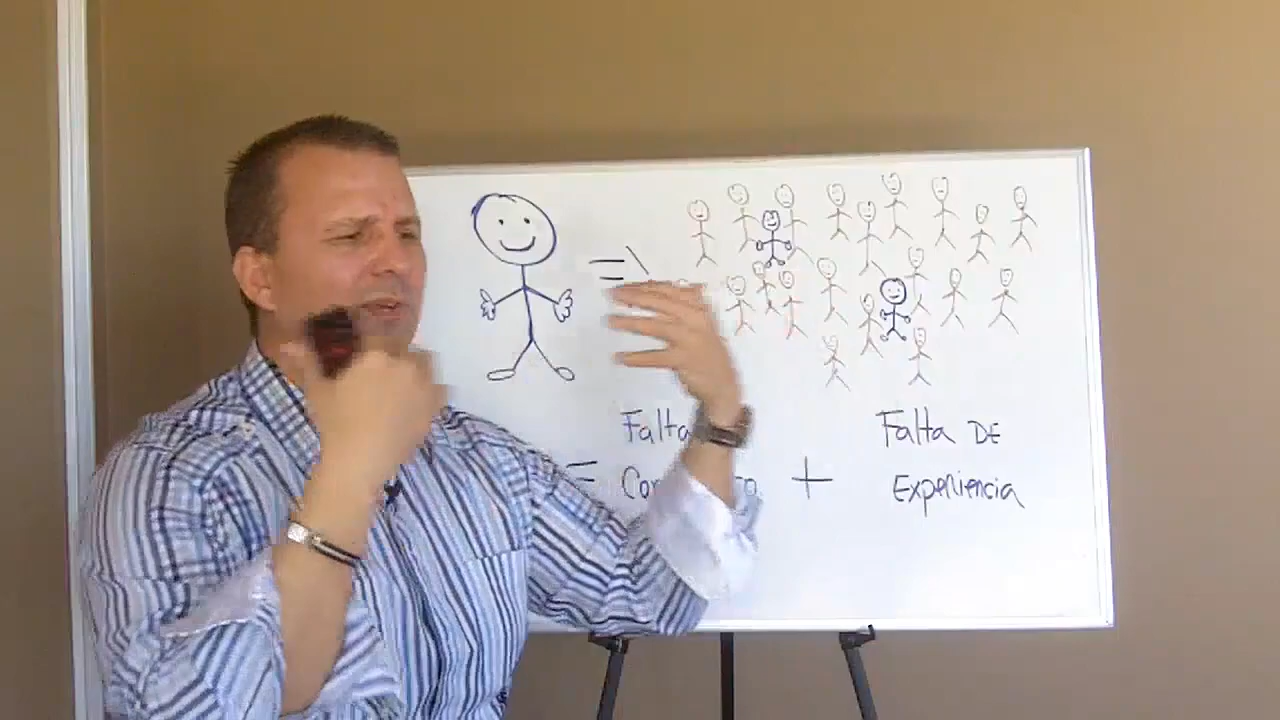 Falta
Falta DE
Experiencia
+
=